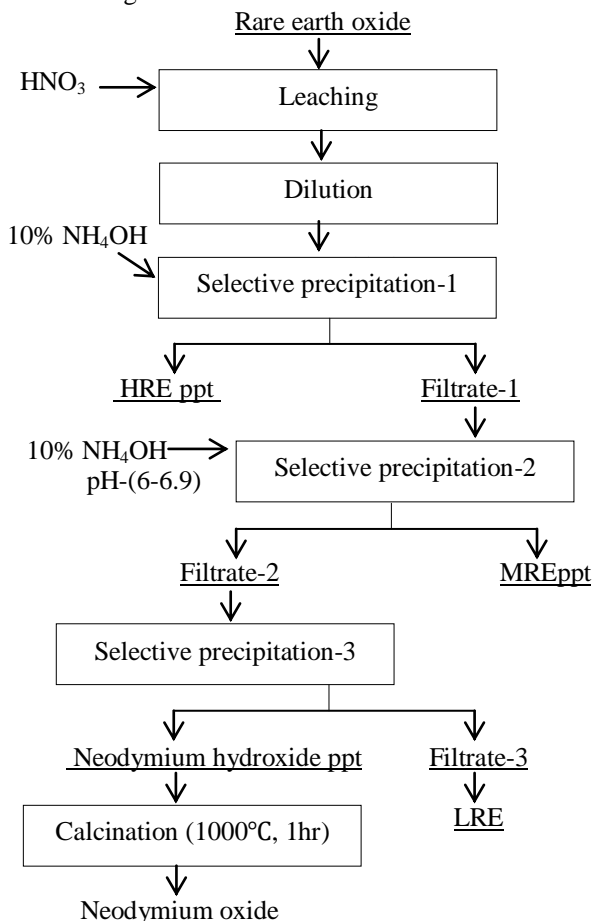 Rare earth oxide
HNO₃
Leaching
Dilution
10% NH₄OH
Selective precipitation-1
HRE ppt
Filtrate-1
10% NH₄OH
pH-(6-6.9)
Selective precipitation-2
Filtrate-2
MREppt
Selective precipitation-3
Neodymium hydroxide ppt
Filtrate-3
LRE
Calcination (1000°C, 1hr)
Neodymium oxide